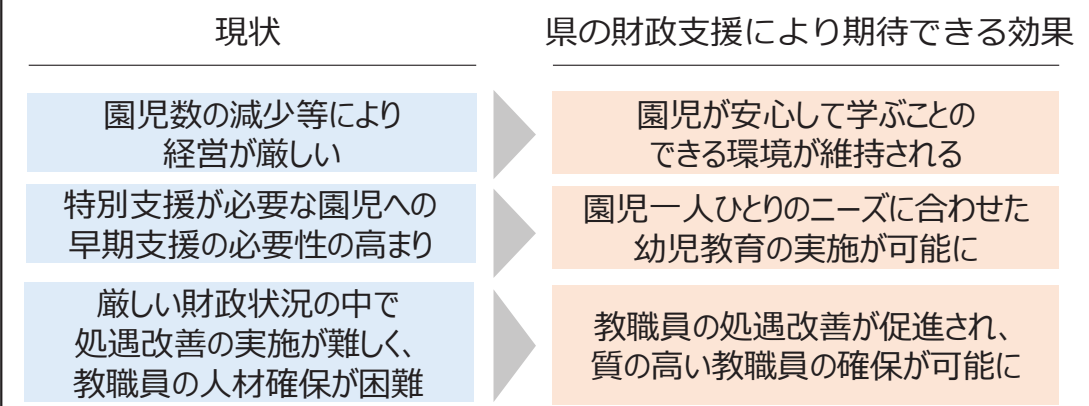 現状
県の財政支援により期待できる効果
園児数の減少等により
経営が厳しい
園児が安心して学ぶことの
できる環境が維持される
特別支援が必要な園児への
早期支援の必要性の高まり
園児一人ひとりのニーズに合わせた
幼児教育の実施が可能に
厳しい財政状況の中で
処遇改善の実施が難しく、
教職員の人材確保が困難
教職員の処遇改善が促進され、
質の高い教職員の確保が可能に